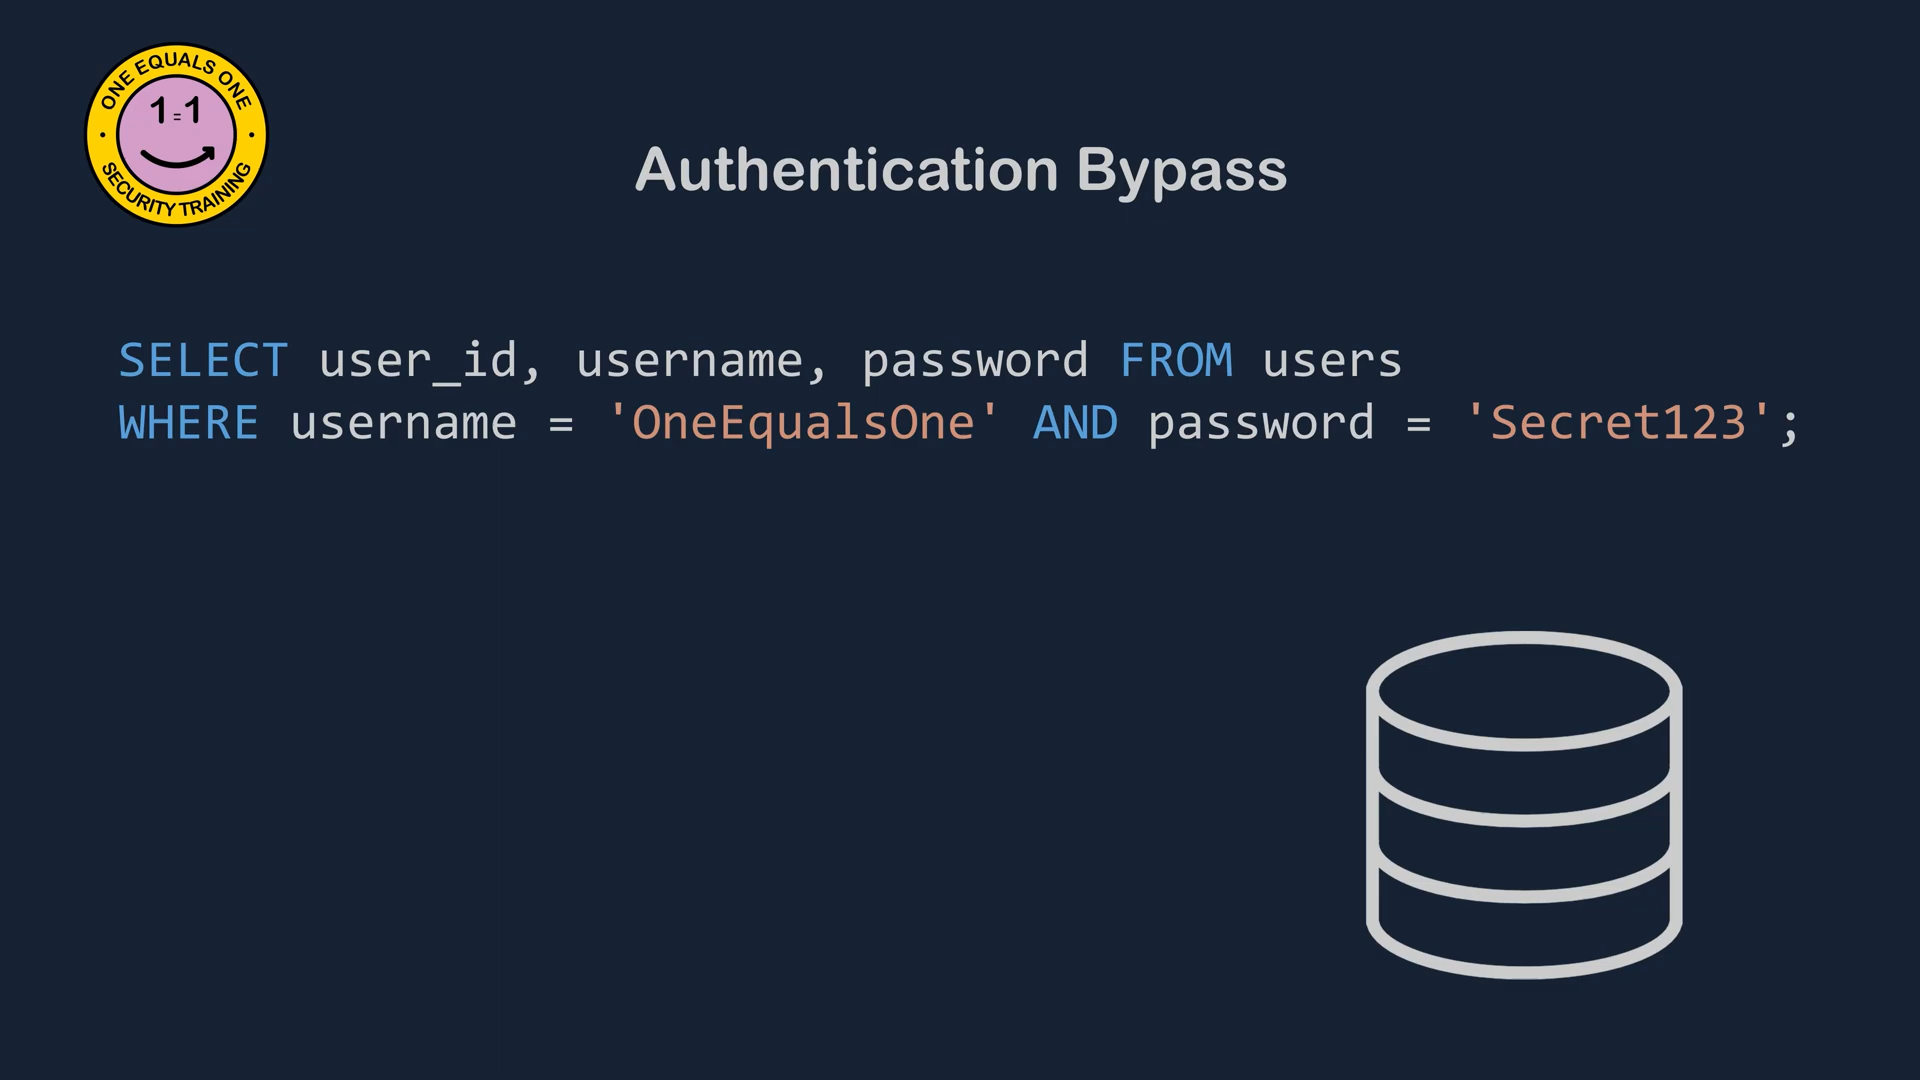 ONE EQUALS ONE
1=1
SECURITY TRAINING
Authentication Bypass
SELECT user_id, username, password FROM users
WHERE username = 'OneEqualsOne' AND password = 'Secret123';